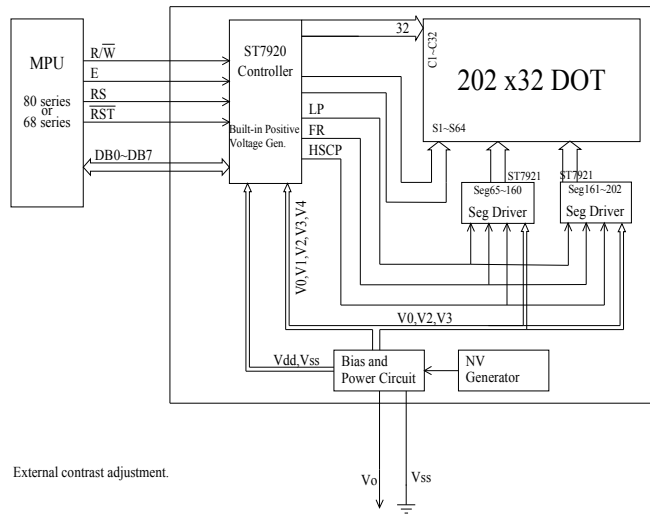 MPU
80 series
or
68 series
R/W̅
E
RS
R̅S̅T̅
DB0~DB7
ST7920
Controller
Built-in Positive
Voltage Gen.
32
LP
FR
HSCP
C1~C32
202 x32 DOT
S1~S64
ST7921
Seg65~160
Seg Driver
ST7921
Seg161~202
Seg Driver
V0,V1,V2,V3,V4
V0,V2,V3
Vdd,Vss
Bias and
Power Circuit
NV
Generator
External contrast adjustment.
Vo
Vss